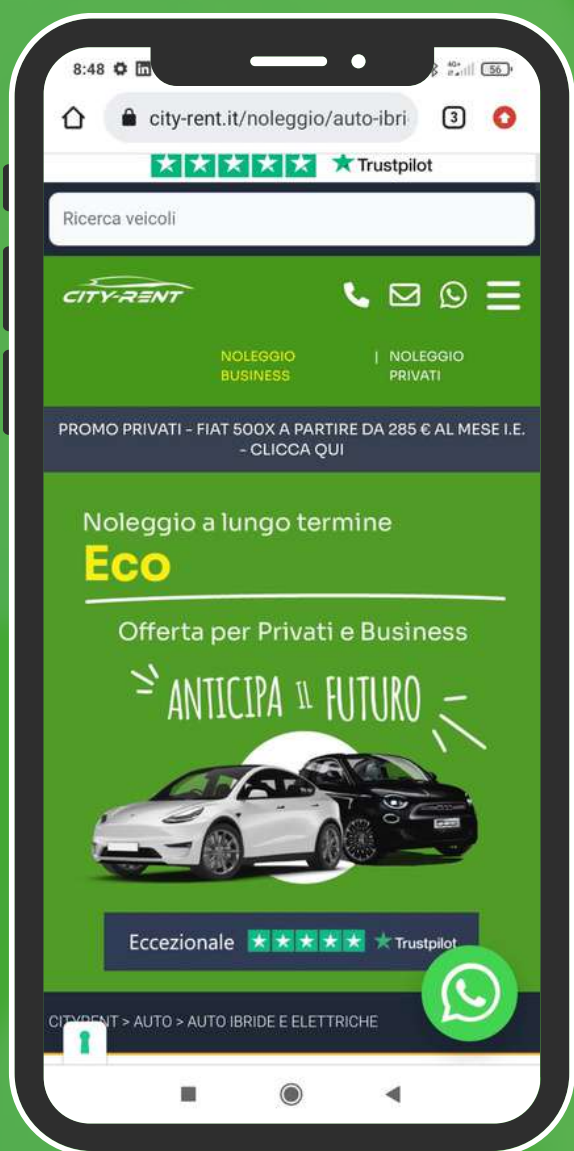 8:48
4G+
56
city-rent.it/noleggio/auto-ibri
3
Trustpilot
Ricerca veicoli
CITY-RENT
NOLEGGIO
BUSINESS
| NOLEGGIO
PRIVATI
PROMO PRIVATI - FIAT 500X A PARTIRE DA 285 € AL MESE I.E.
- CLICCA QUI
Noleggio a lungo termine
Eco
Offerta per Privati e Business
ANTICIPA IL FUTURO
Eccezionale Trustpilot
CITYRENT > AUTO > AUTO IBRIDE E ELETTRICHE